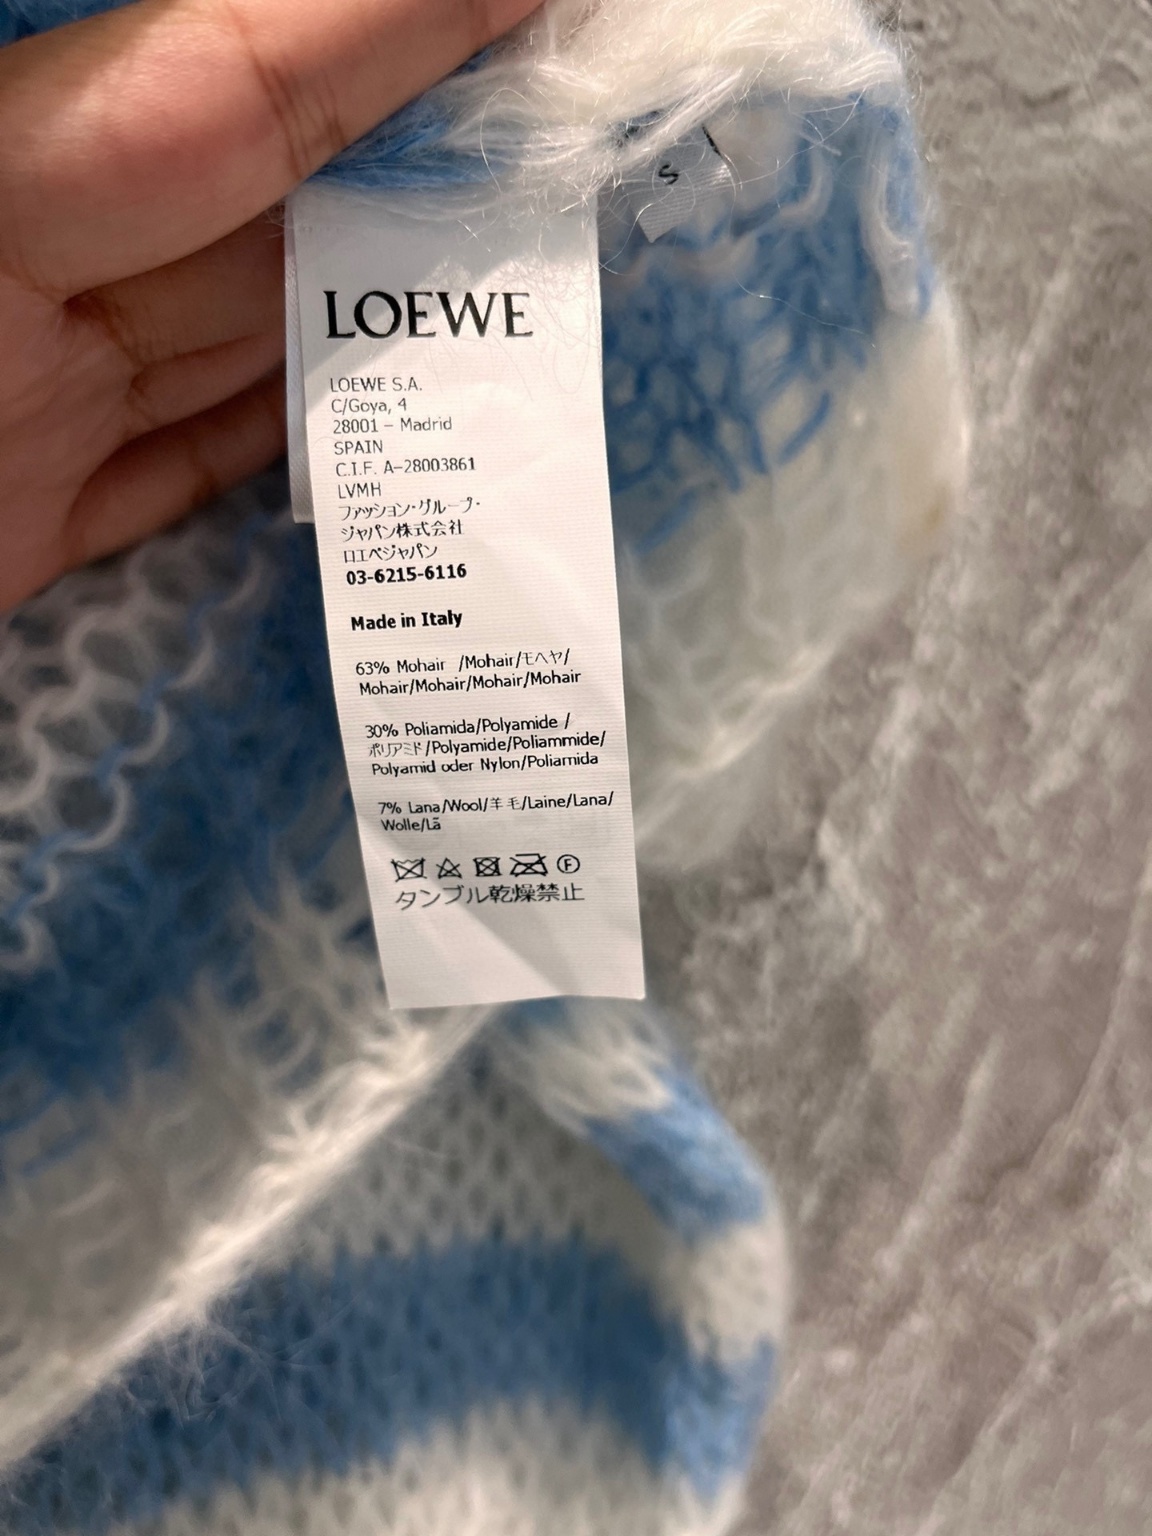 S
LOEWE
LOEWE S.A.
C/Goya, 4
28001 – Madrid
SPAIN
C.I.F. A-28003861
LVMH
ファッション・グループ・
ジャパン株式会社
ロエベジャパン
03-6215-6116
Made in Italy
63% Mohair /Mohair/モヘヤ/
Mohair/Mohair/Mohair/Mohair
30% Poliamida/Polyamide /
ポリアミド/Polyamide/Poliammide/
Polyamid oder Nylon/Poliamida
7% Lana/Wool/羊毛/Laine/Lana/
Wolle/Lã
F
タンブル乾燥禁止